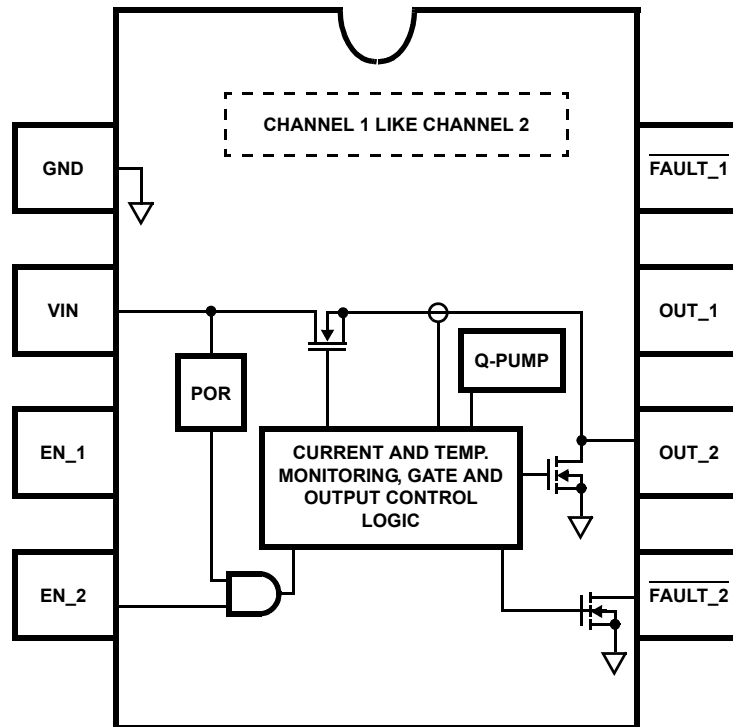 CHANNEL 1 LIKE CHANNEL 2
GND
FAULT_1
VIN
OUT_1
Q-PUMP
POR
EN_1
CURRENT AND TEMP.
MONITORING, GATE AND
OUTPUT CONTROL
LOGIC
OUT_2
EN_2
FAULT_2